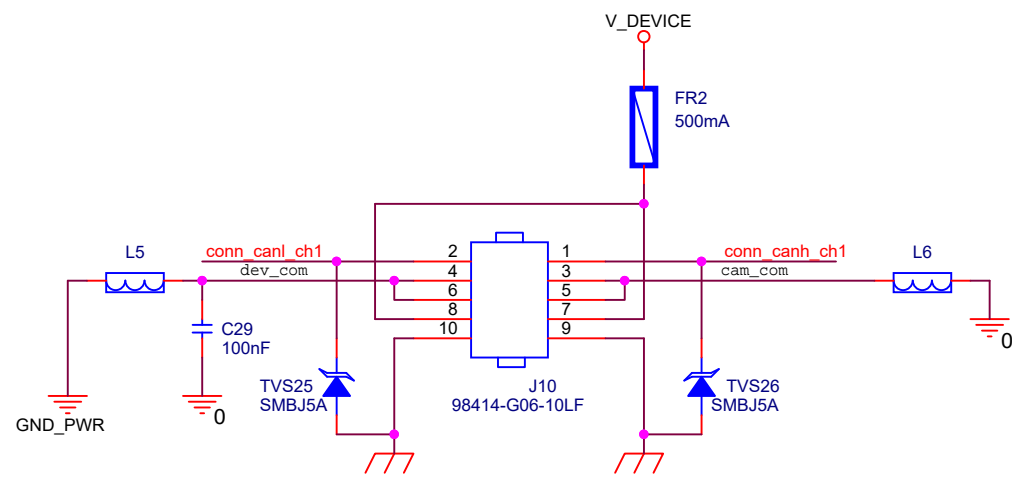 V_DEVICE
FR2
500mA
L5
conn_canl_ch1
dev_com
2
4
6
8
10
1
3
5
7
9
conn_canh_ch1
cam_com
L6
C29
100nF
0
TVS25
SMBJ5A
J10
98414-G06-10LF
TVS26
SMBJ5A
GND_PWR
0